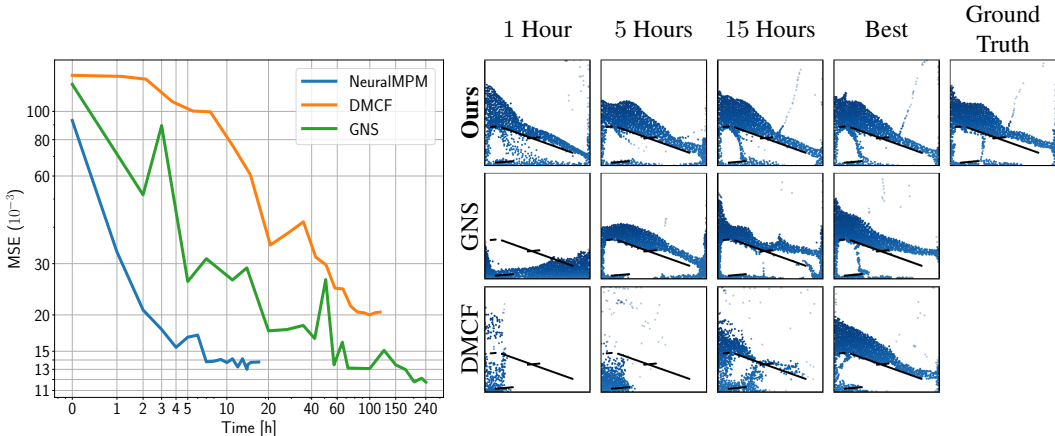 100
80
60
30
20
15
13
11
MSE (10⁻³)
0 1 2 3 4 5 10 20 40 60 100 150 240
Time [h]
NeuralMPM
DMCF
GNS
1 Hour 5 Hours 15 Hours Best Ground
Truth
Ours
GNS
DMCF